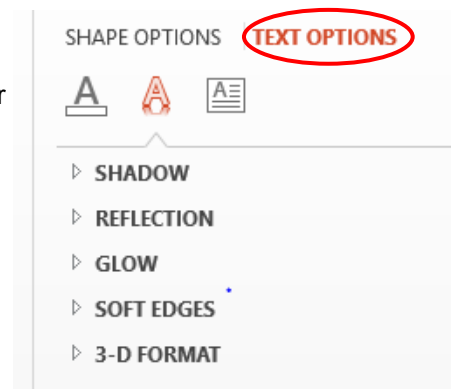 SHAPE OPTIONS TEXT OPTIONS
r
A A A
SHADOW
REFLECTION
GLOW
SOFT EDGES
3-D FORMAT